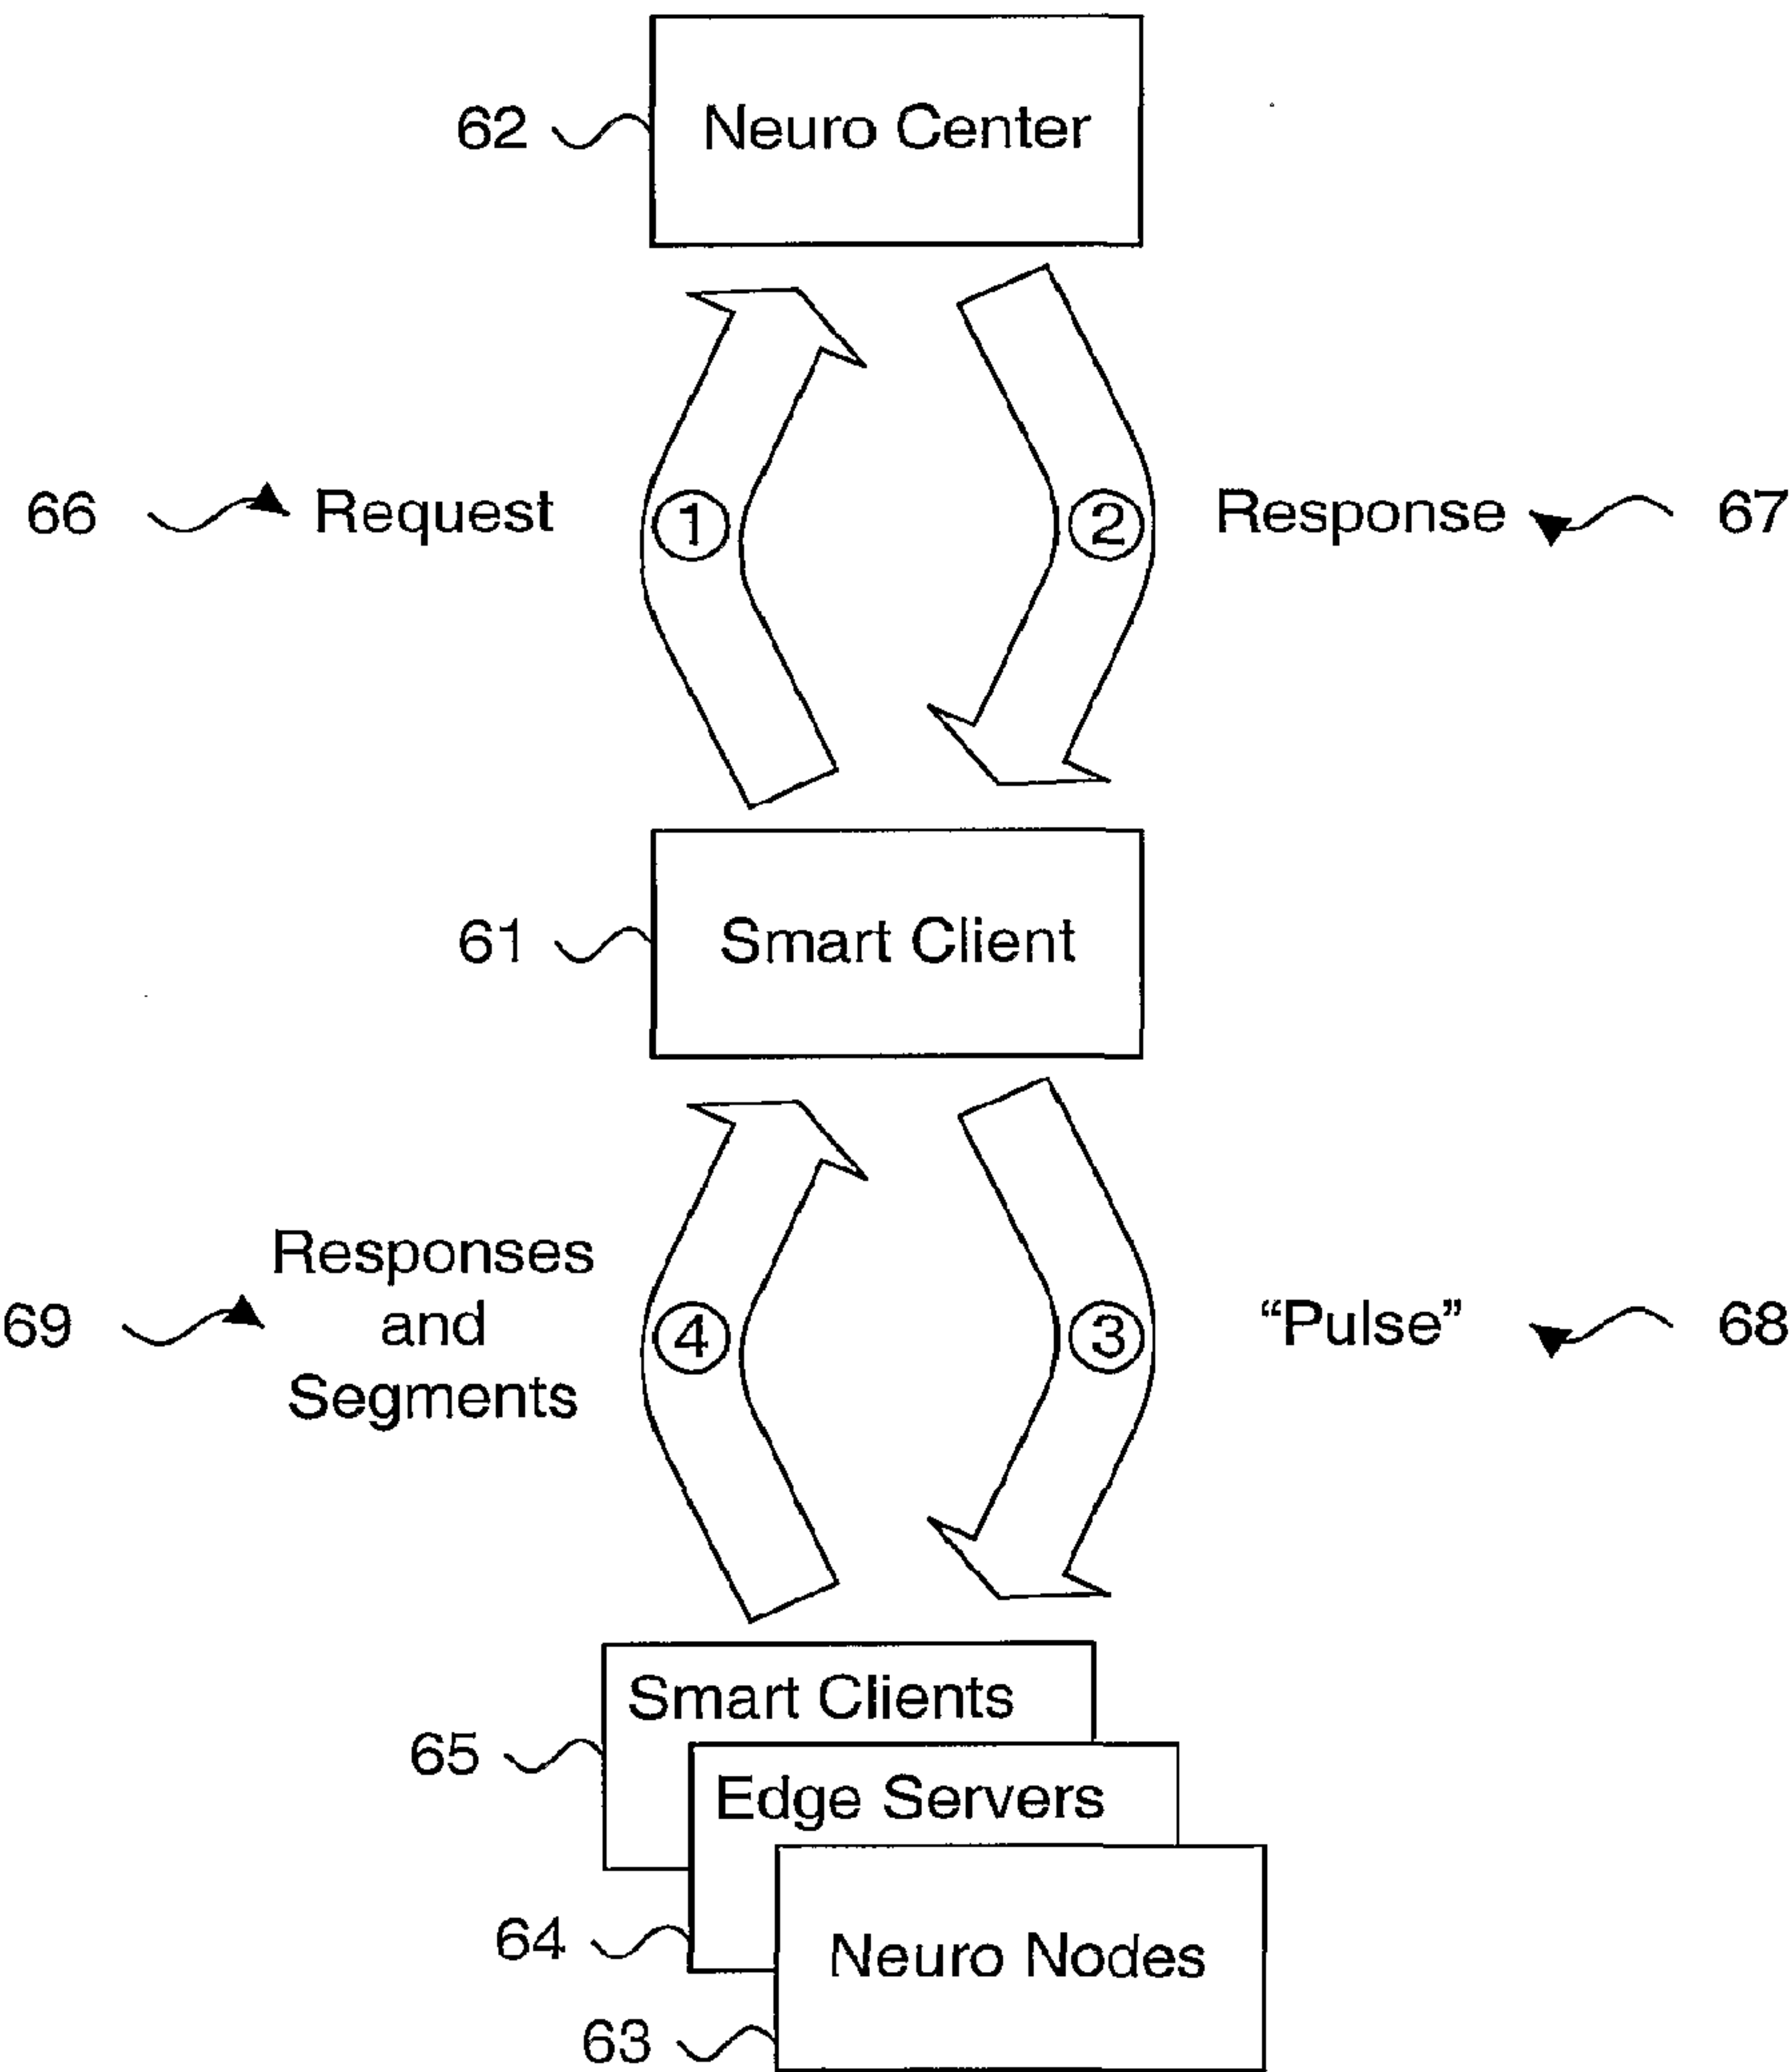 62
Neuro Center
66
Request
1
2
Response
67
61
Smart Client
69
Responses
and
Segments
4
3
“Pulse”
68
Smart Clients
65
Edge Servers
64
Neuro Nodes
63